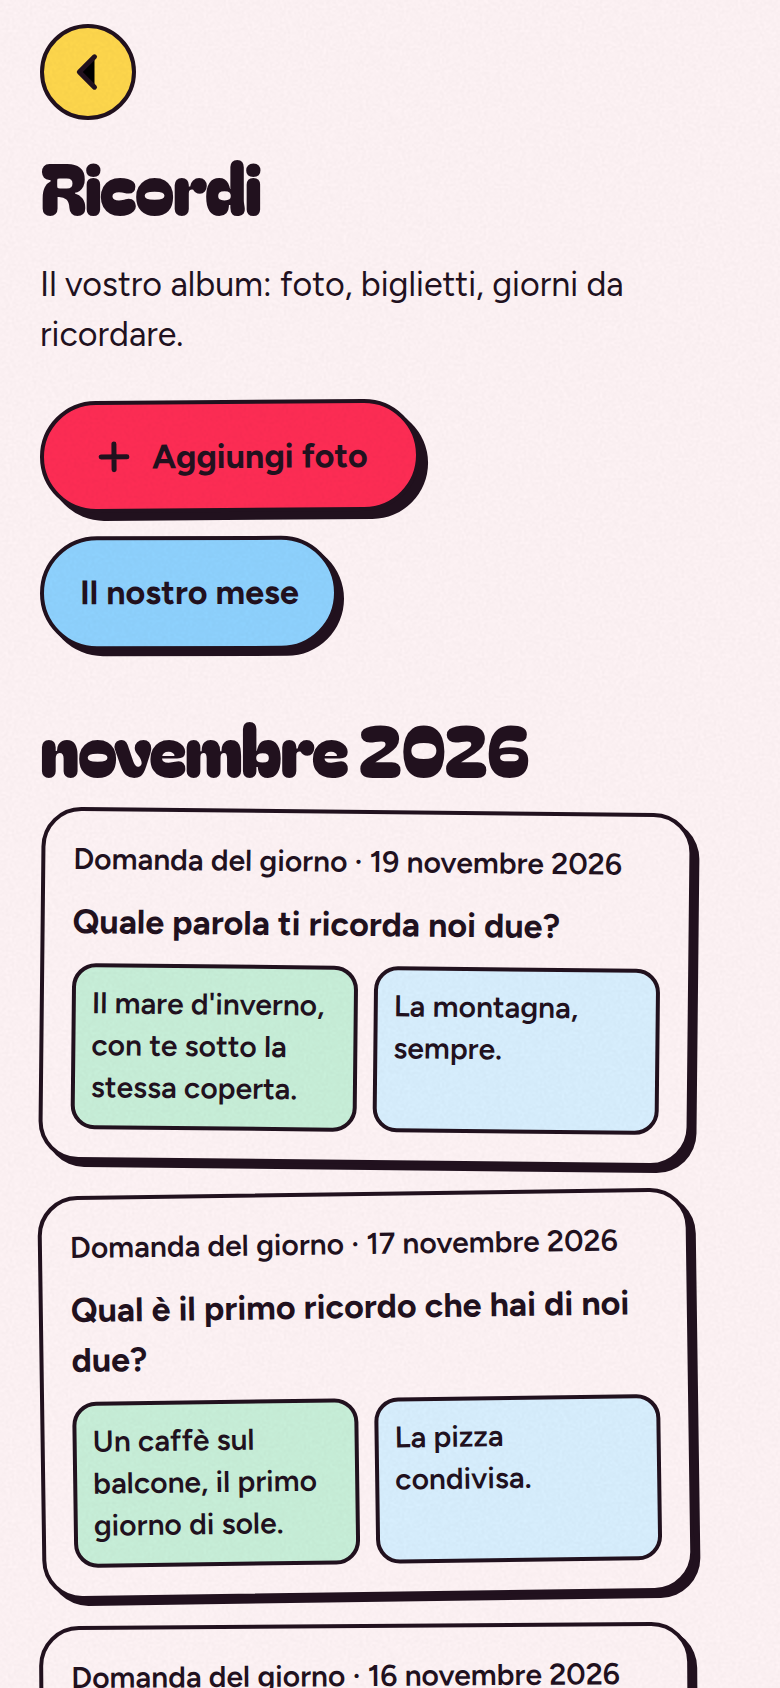 Ricordi
Il vostro album: foto, biglietti, giorni da
ricordare.
Aggiungi foto
Il nostro mese
novembre 2026
Domanda del giorno · 19 novembre 2026
Quale parola ti ricorda noi due?
Il mare d'inverno,
con te sotto la
stessa coperta.
La montagna,
sempre.
Domanda del giorno · 17 novembre 2026
Qual è il primo ricordo che hai di noi
due?
Un caffè sul
balcone, il primo
giorno di sole.
La pizza
condivisa.
Domanda del giorno · 16 novembre 2026